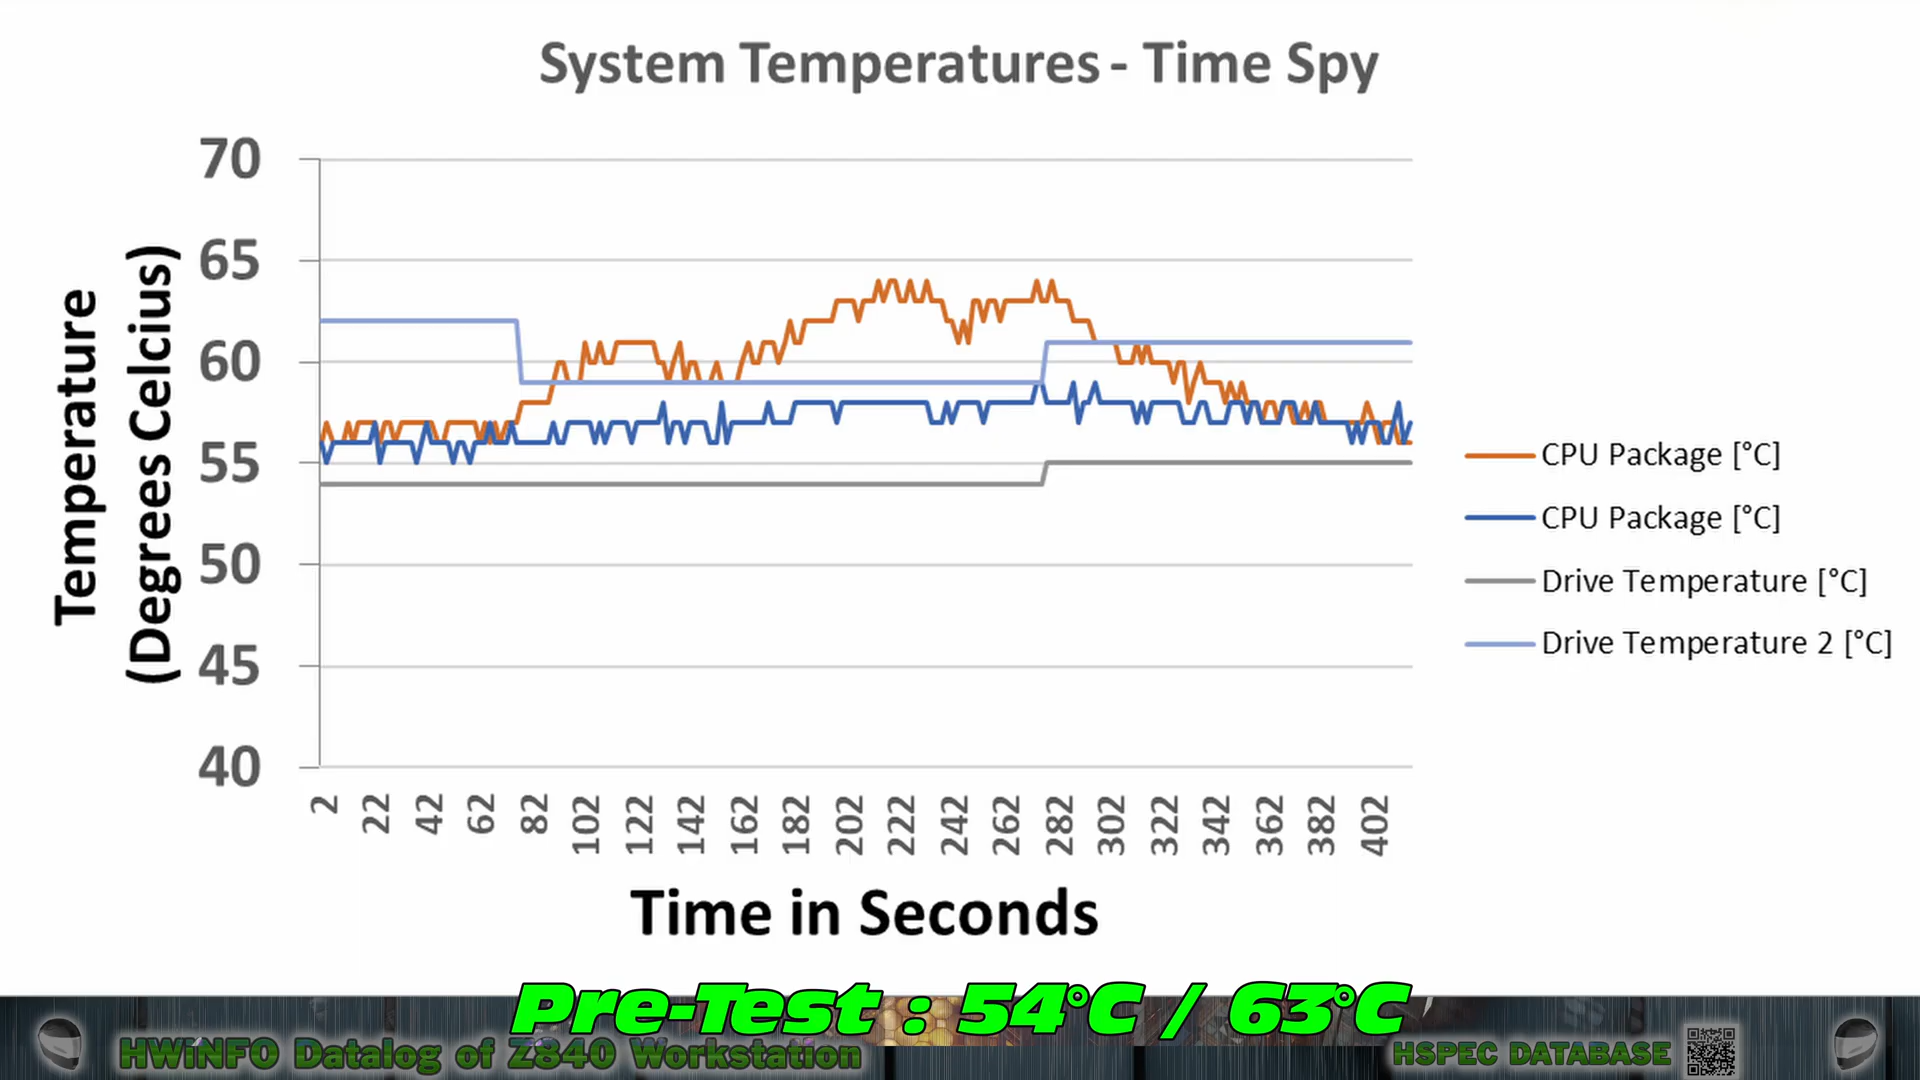 System Temperatures - Time Spy
Temperature
(Degrees Celcius)
70
65
60
55
50
45
40
2 22 42 62 82 102 122 142 162 182 202 222 242 262 282 302 322 342 362 382 402
Time in Seconds
CPU Package [°C]
CPU Package [°C]
Drive Temperature [°C]
Drive Temperature 2 [°C]
Pre-Test : 54°C / 63°C
HWiNFO Datalog of Z840 Workstation
HSPEC DATABASE